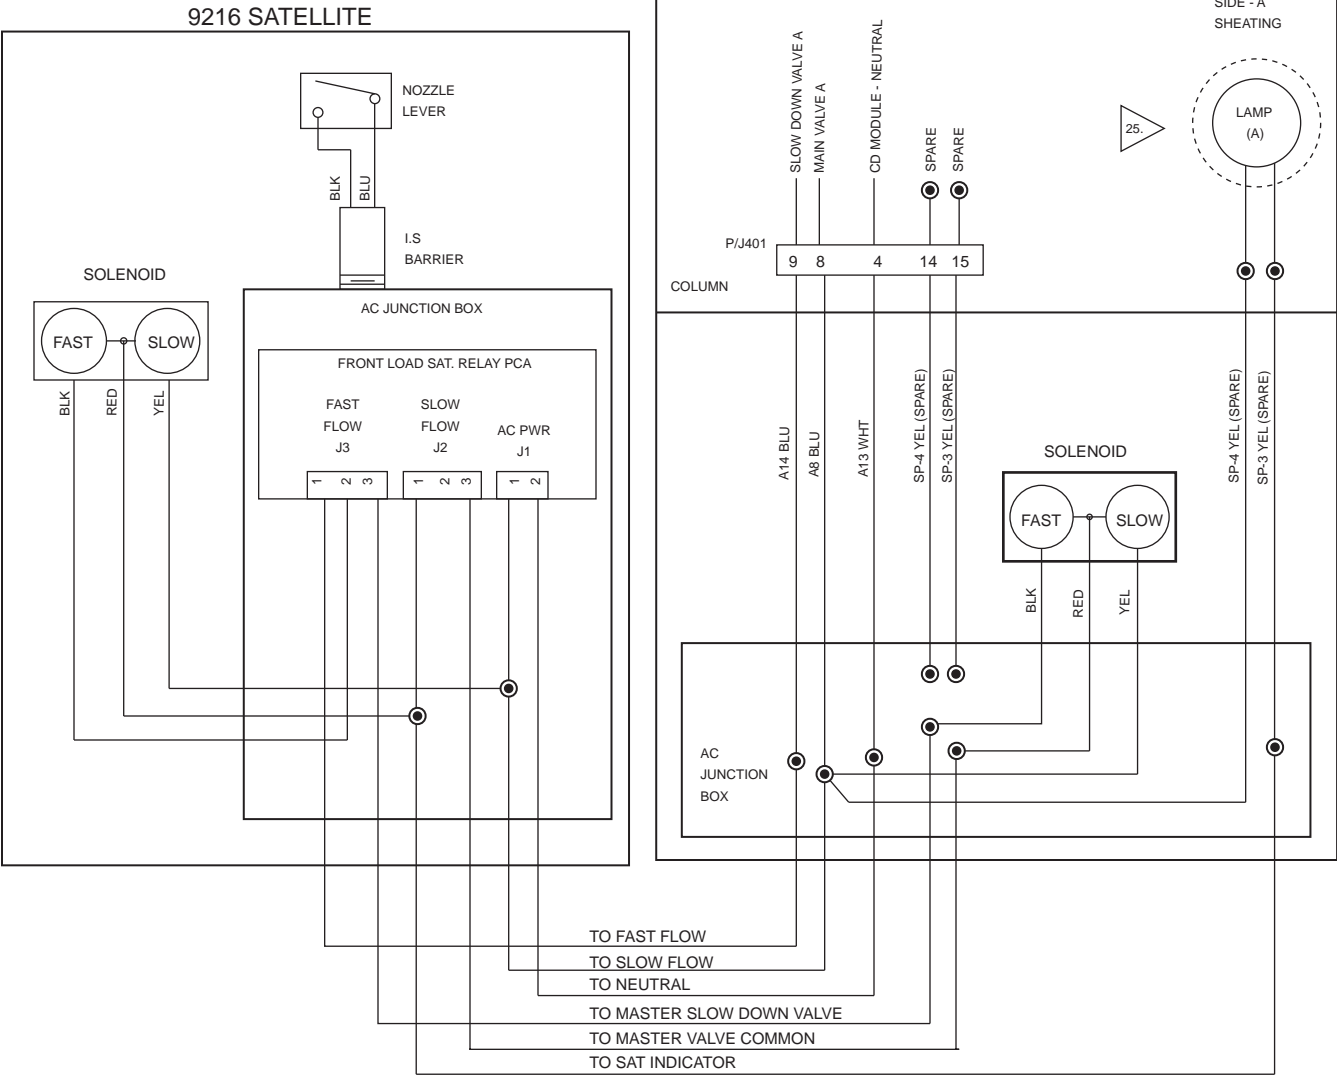 9216 SATELLITE
NOZZLE
LEVER
BLK
BLU
I.S
BARRIER
SOLENOID
FAST
SLOW
BLK
RED
YEL
AC JUNCTION BOX
FRONT LOAD SAT. RELAY PCA
FAST
FLOW
J3
SLOW
FLOW
J2
AC PWR
J1
1 2 3
1 2 3
1 2
SIDE - A
SHEATING
LAMP
(A)
25.
SLOW DOWN VALVE A
MAIN VALVE A
CD MODULE - NEUTRAL
SPARE
SPARE
P/J401
9 8 4 14 15
COLUMN
A14 BLU
A8 BLU
A13 WHT
SP-4 YEL (SPARE)
SP-3 YEL (SPARE)
SP-4 YEL (SPARE)
SP-3 YEL (SPARE)
SOLENOID
FAST
SLOW
BLK
RED
YEL
AC
JUNCTION
BOX
TO FAST FLOW
TO SLOW FLOW
TO NEUTRAL
TO MASTER SLOW DOWN VALVE
TO MASTER VALVE COMMON
TO SAT INDICATOR